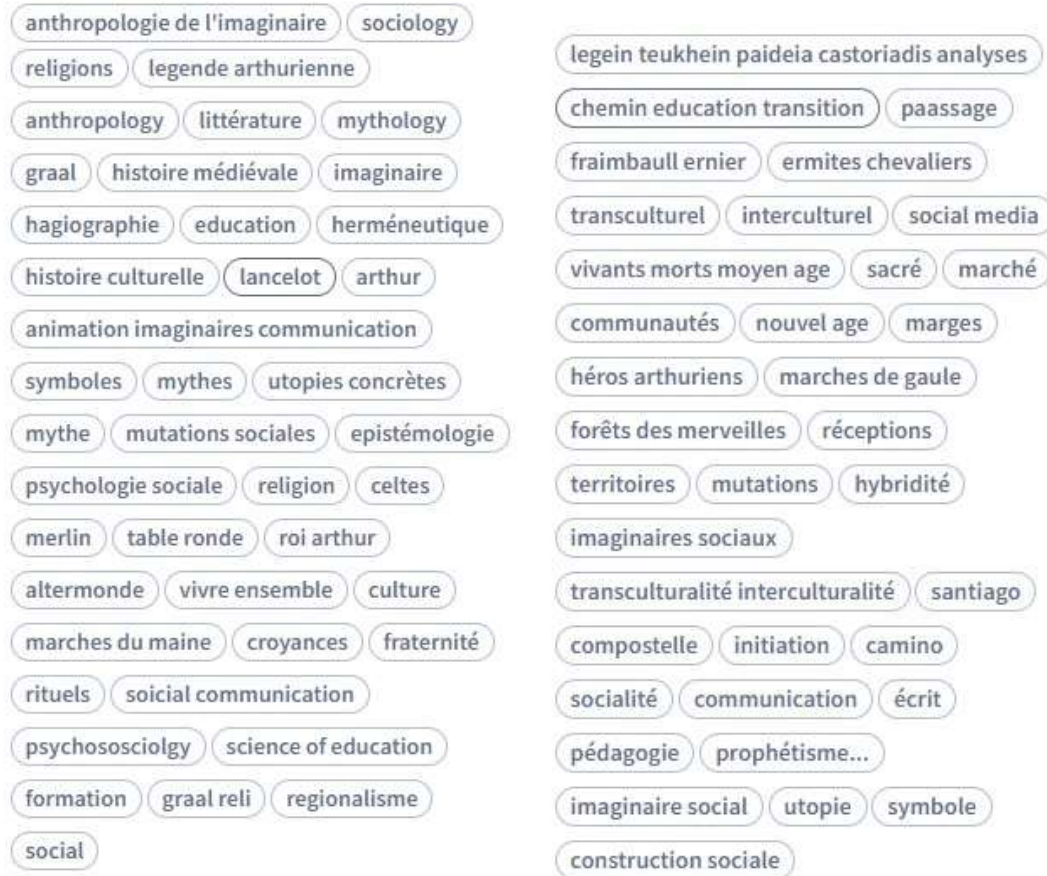 anthropologie de l'imaginaire sociology
religions legende arthurienne
anthropology littérature mythology
graal histoire médiévale imaginaire
hagiographie education herméneutique
histoire culturelle lancelot arthur
animation imaginaires communication
symboles mythes utopies concrètes
mythe mutations sociales epistémologie
psychologie sociale religion celtes
merlin table ronde roi arthur
altermonde vivre ensemble culture
marches du maine croyances fraternité
rituels soicial communication
psychososciolgy science of education
formation graal reli regionalisme
social
legein teukhein paideia castoriadis analyses
chemin education transition paassage
fraimbaull ernier ermites chevaliers
transculturel interculturel social media
vivants morts moyen age sacré marché
communautés nouvel age marges
héros arthuriens marches de gaule
forêts des merveilles réceptions
territoires mutations hybridité
imaginaires sociaux
transculturalité interculturalité santiago
compostelle initiation camino
socialité communication écrit
pédagogie prophétisme...
imaginaire social utopie symbole
construction sociale